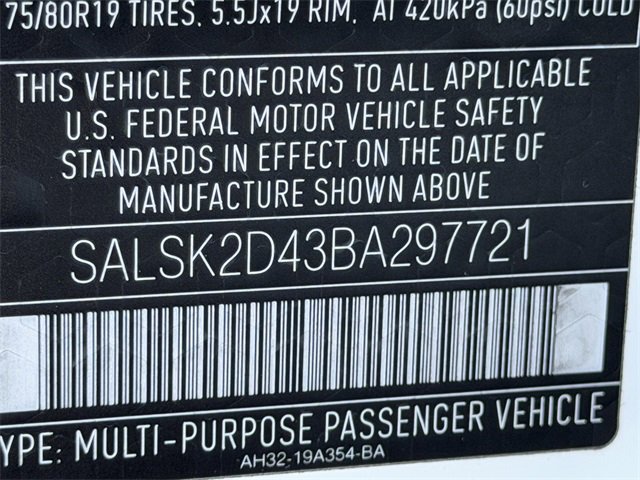 75/80R19 TIRES, 5.5Jx19 RIM, AT 420kPa (60psi) COLD
THIS VEHICLE CONFORMS TO ALL APPLICABLE
U.S. FEDERAL MOTOR VEHICLE SAFETY
STANDARDS IN EFFECT ON THE DATE OF
MANUFACTURE SHOWN ABOVE
SALSK2D43BA297721
YPE: MULTI-PURPOSE PASSENGER VEHICLE
AH32-19A354-BA